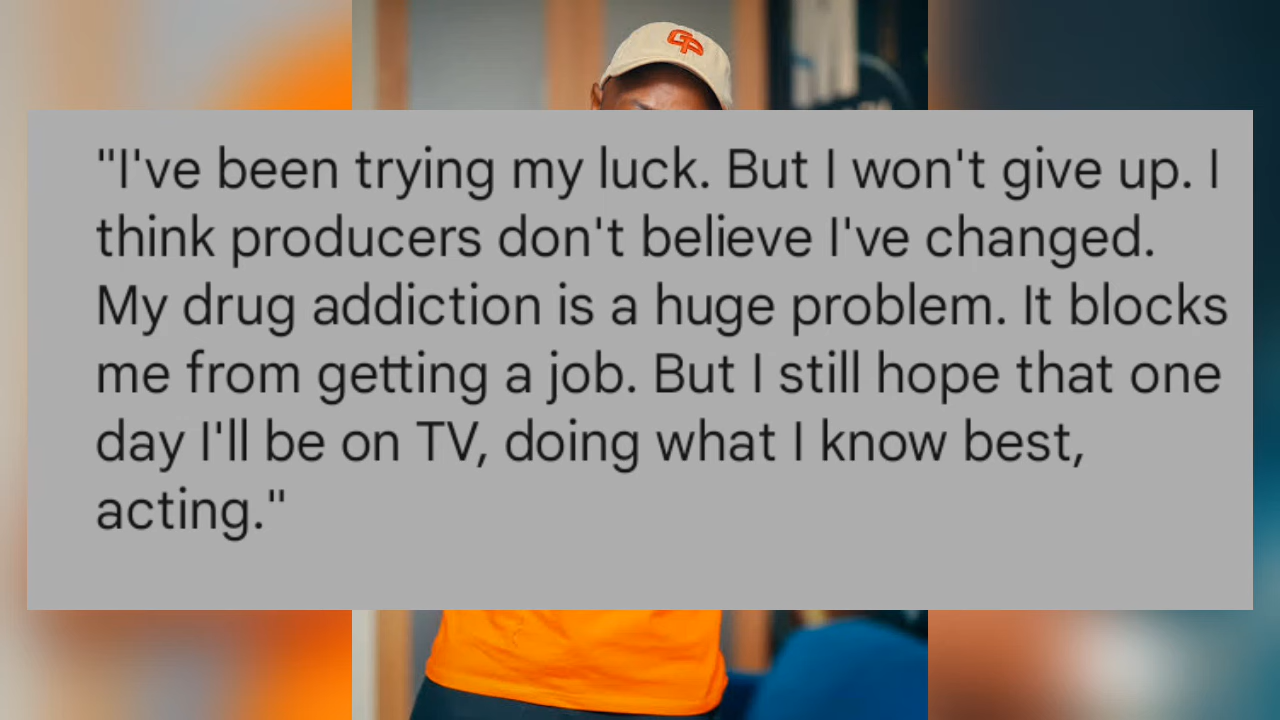 GP
"I've been trying my luck. But I won't give up. I
think producers don't believe I've changed.
My drug addiction is a huge problem. It blocks
me from getting a job. But I still hope that one
day I'll be on TV, doing what I know best,
acting."